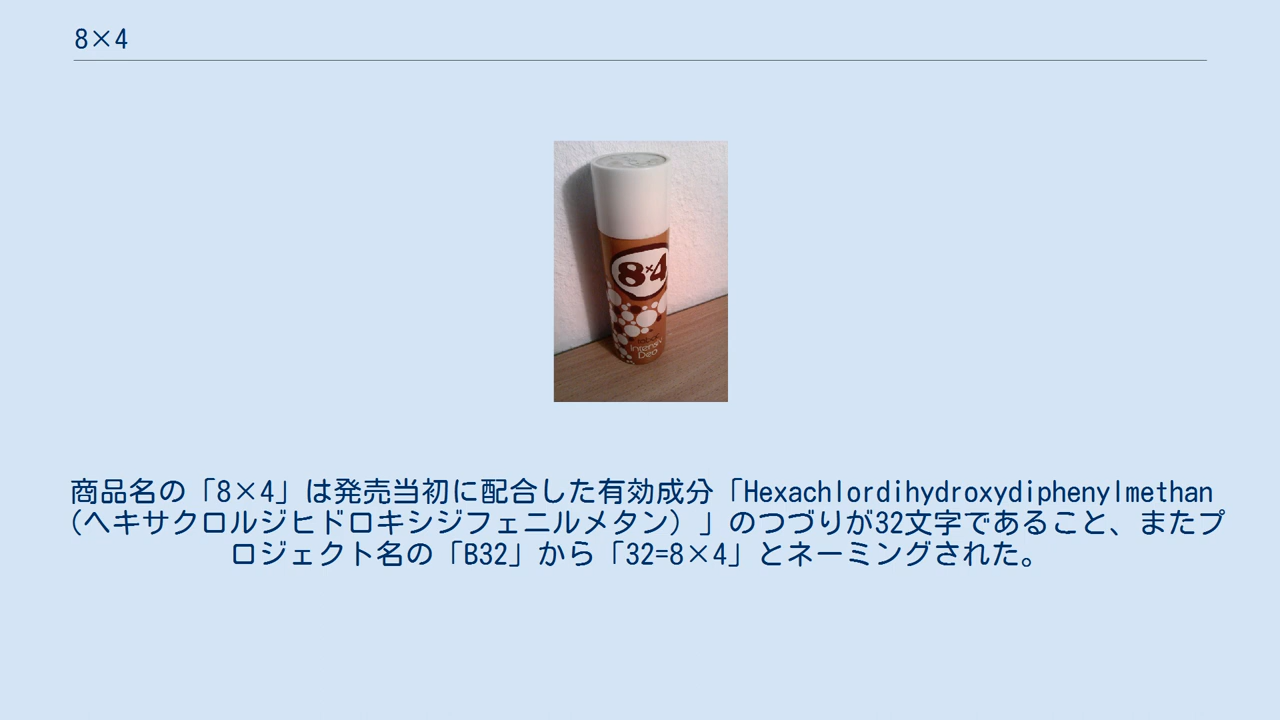 8×4
8×4
Intensiv
Deo
商品名の「8×4」は発売当初に配合した有効成分「Hexachlordihydroxydiphenylmethan
(ヘキサクロルジヒドロキシジフェニルメタン）」のつづりが32文字であること、またプ
ロジェクト名の「B32」から「32=8×4」とネーミングされた。